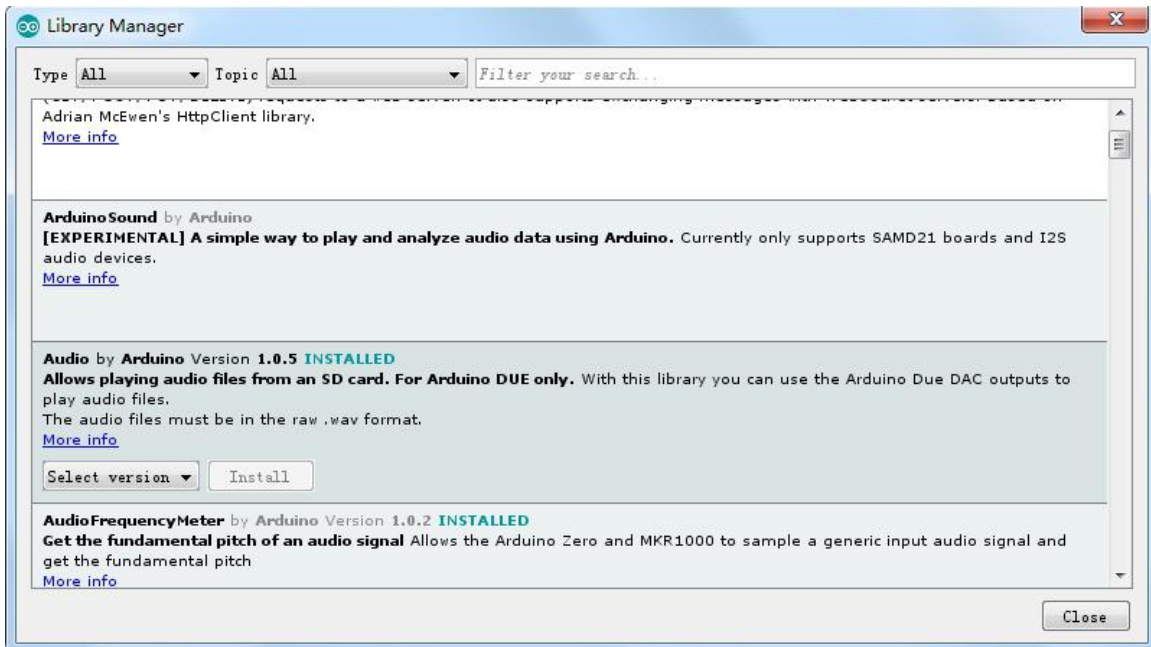 Library Manager
Type All Topic All Filter your search...
Adrian McEwen's HttpClient library.
More info
ArduinoSound by Arduino
[EXPERIMENTAL] A simple way to play and analyze audio data using Arduino. Currently only supports SAMD21 boards and I2S
audio devices.
More info
Audio by Arduino Version 1.0.5 INSTALLED
Allows playing audio files from an SD card. For Arduino DUE only. With this library you can use the Arduino Due DAC outputs to
play audio files.
The audio files must be in the raw .wav format.
More info
Select version Install
AudioFrequencyMeter by Arduino Version 1.0.2 INSTALLED
Get the fundamental pitch of an audio signal Allows the Arduino Zero and MKR1000 to sample a generic input audio signal and
get the fundamental pitch
More info
Close